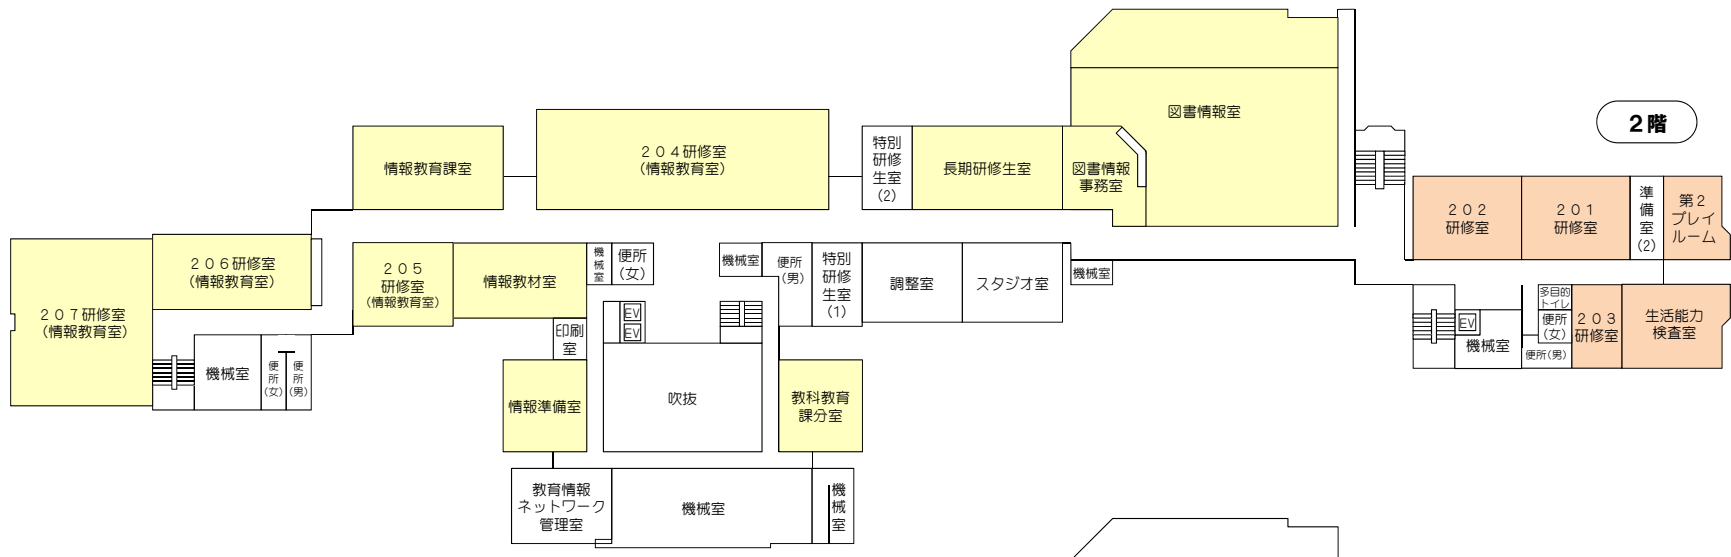 図書情報室
2階
情報教育課室
204研修室
(情報教育室)
特別
研修
生室
(2)
長期研修生室
図書情報
事務室
202
研修室
201
研修室
準
備
室
(2)
第2
プレイ
ルーム
207研修室
(情報教育室)
206研修室
(情報教育室)
205
研修室
(情報教育室)
情報教材室
機
械
室
便所
(女)
機械室
便所
(男)
特別
研修
生室
(1)
調整室
スタジオ室
機械室
多目的
トイレ
便所
(女)
便所(男)
203
研修室
生活能力
検査室
EV
機械室
EV
EV
印刷
室
機械室
便
所
(女)
便
所
(男)
情報準備室
吹抜
教科教育
課分室
教育情報
ネットワーク
管理室
機械室
機
械
室